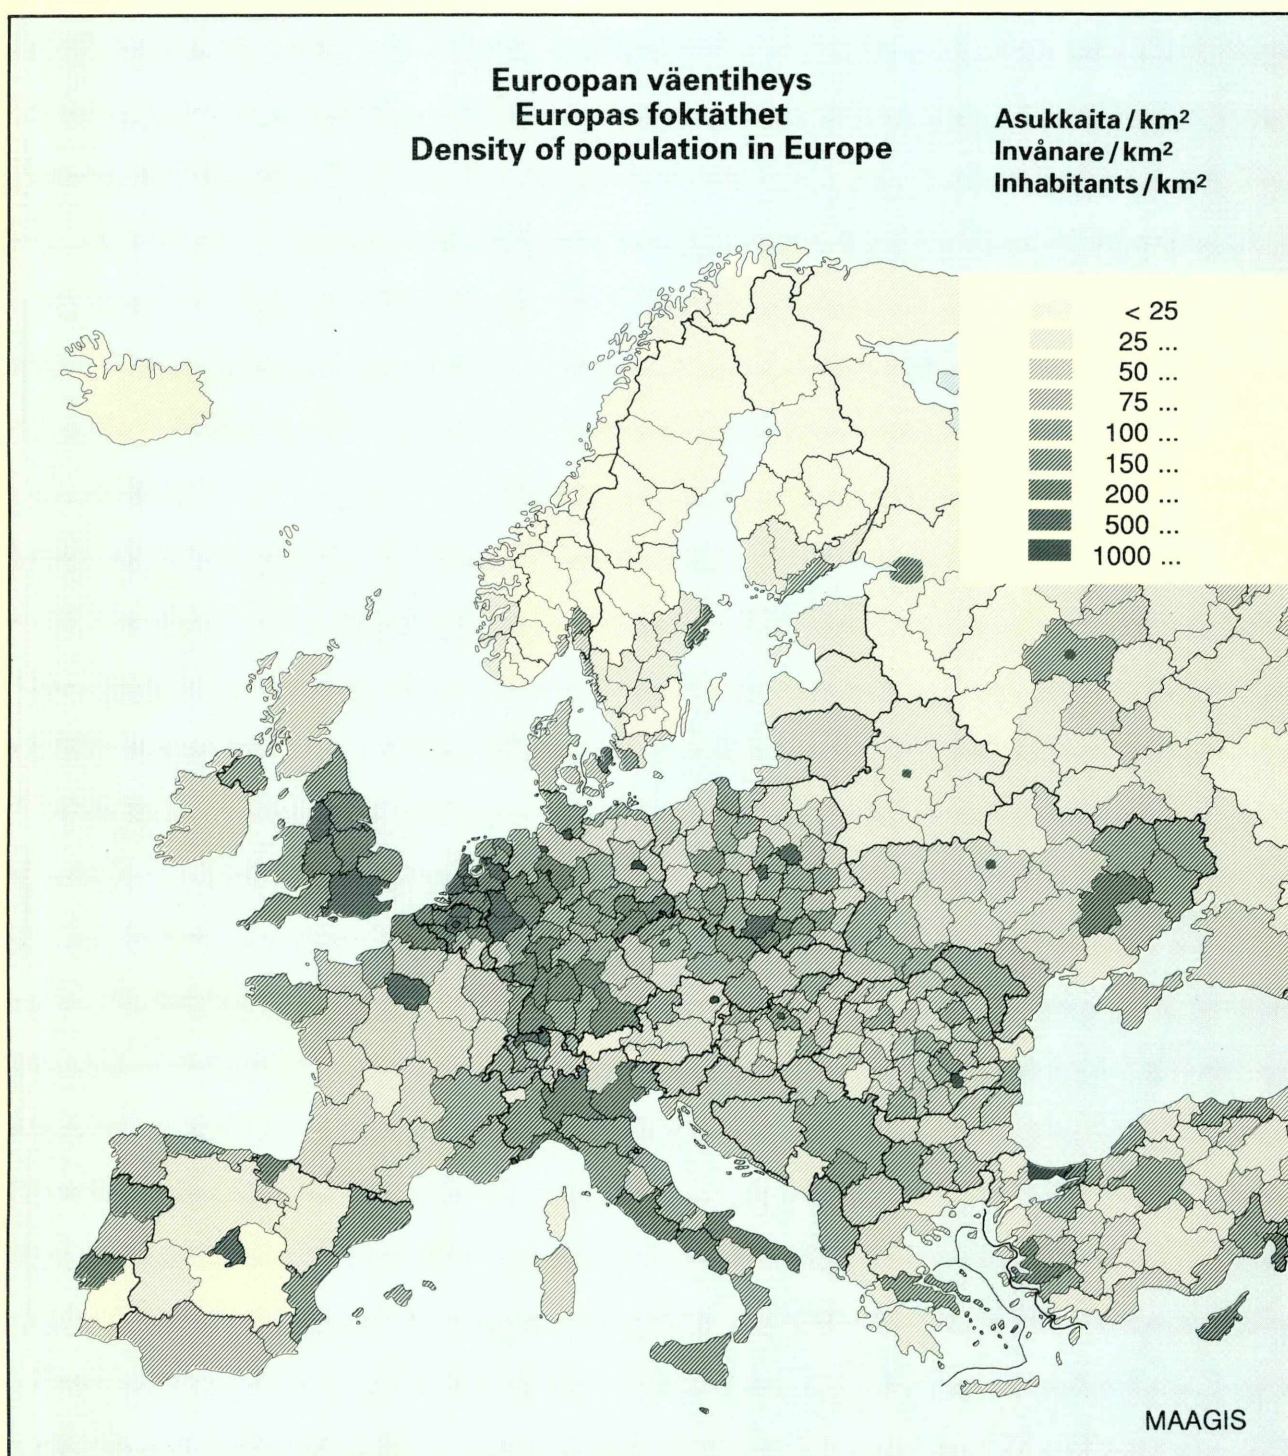 Euroopan väentiheys
Europas foktäthet
Density of population in Europe
Asukkaita / km²
Invånare / km²
Inhabitants / km²
< 25
25 ...
50 ...
75 ...
100 ...
150 ...
200 ...
500 ...
1000 ...
MAAGIS